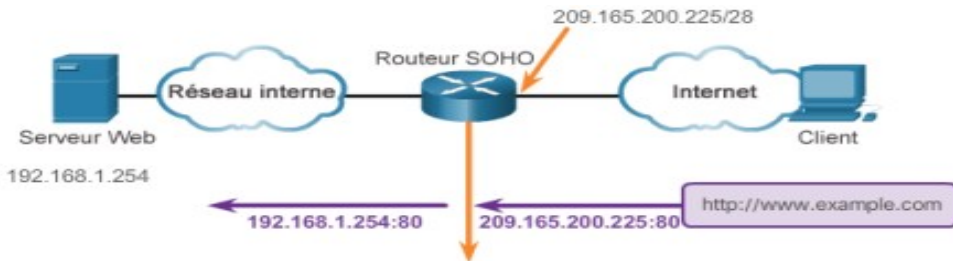 209.165.200.225/28
Routeur SOHO
Réseau interne
Internet
Serveur Web
Client
192.168.1.254
192.168.1.254:80
209.165.200.225:80
http://www.example.com